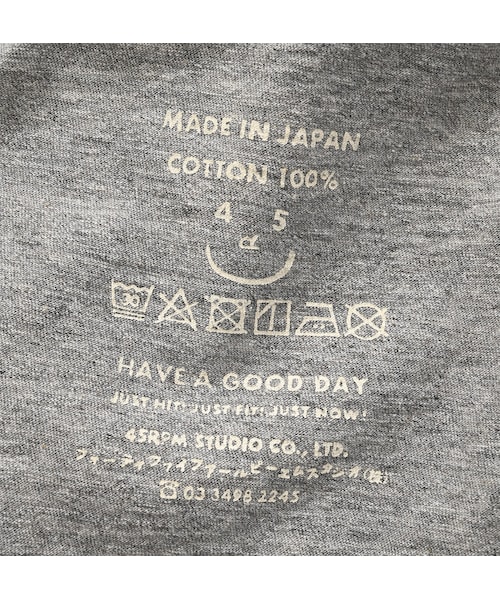 MADE IN JAPAN
COTTON 100%
4 5
R
30
HAVE A GOOD DAY
JUST HIT! JUST FIT! JUST NOW!
45RPM STUDIO CO., LTD.
フォーティファイブアールピーエムスタジオ(株)
☎03 3498 2245